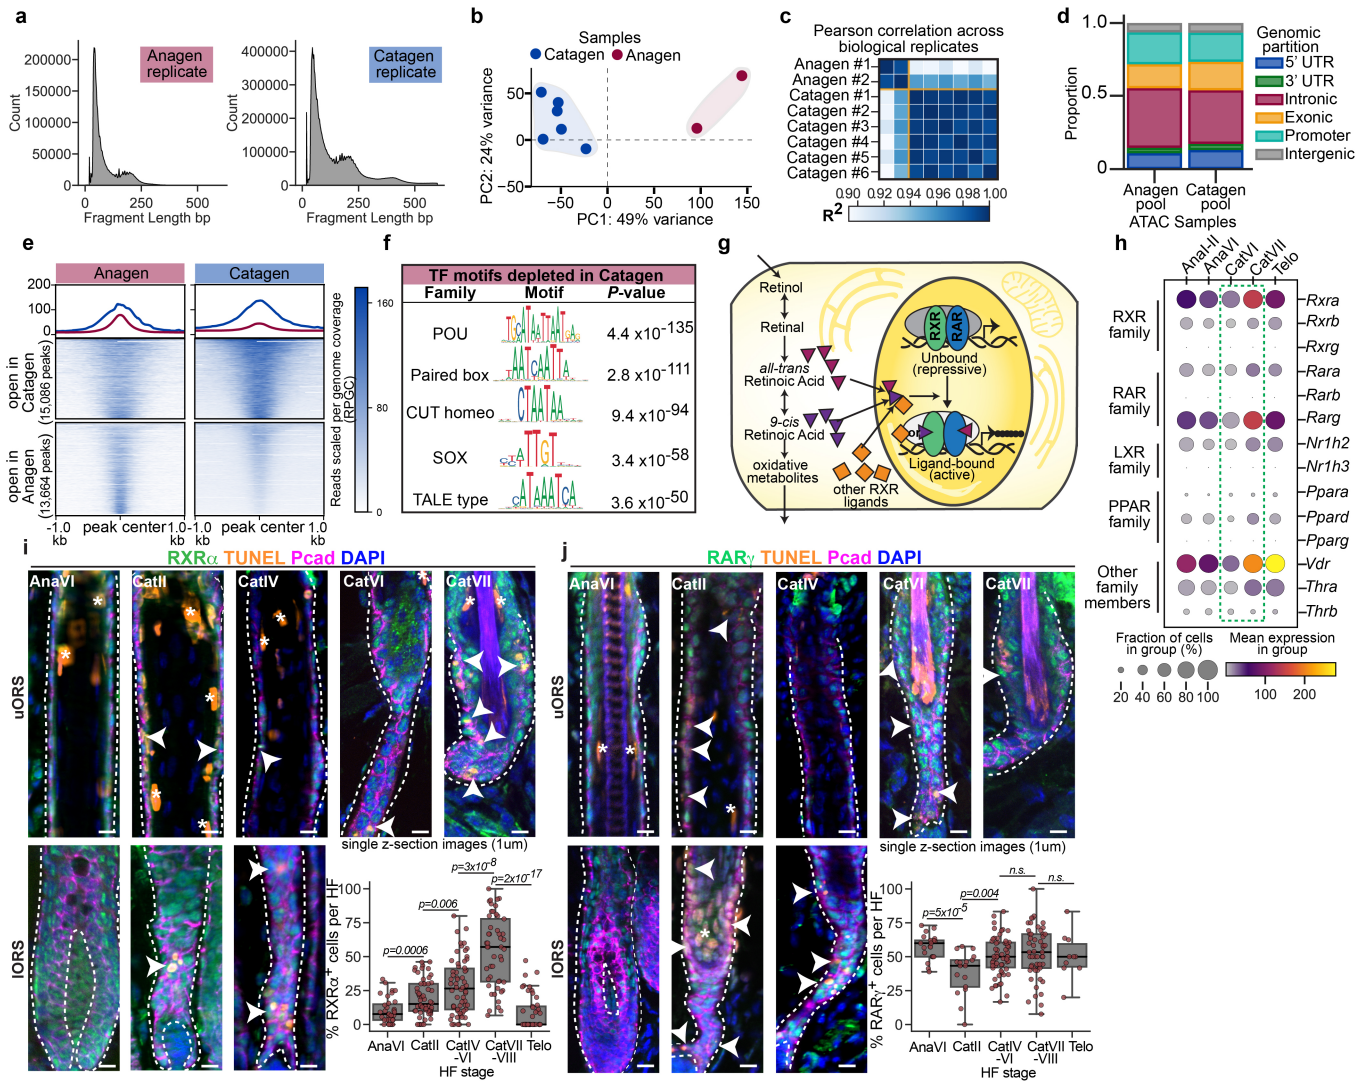 a
Anagen
replicate
Count
200000
150000
100000
50000
0
0
250
500
Fragment Length bp
Catagen
replicate
Count
400000
300000
200000
100000
0
0
250
500
Fragment Length bp
b
Samples
Catagen Anagen
PC2: 24% variance
50
0
−50
−50 0 50 100 150
PC1: 49% variance
c
Pearson correlation across
biological replicates
Anagen #1
Anagen #2
Catagen #1
Catagen #2
Catagen #3
Catagen #4
Catagen #5
Catagen #6
0.90 0.92 0.94 0.96 0.98 1.00
R²
d
Proportion
1.0
0.5
0
Anagen
pool
Catagen
pool
ATAC Samples
Genomic
partition
5' UTR
3' UTR
Intronic
Exonic
Promoter
Intergenic
e
Anagen
Catagen
200
100
0
open in
Catagen
(15,086 peaks)
open in
Anagen
(13,664 peaks)
-1.0
kb
peak center
1.0
kb
-1.0
kb
peak center
1.0
kb
160
80
0
Reads scaled per genome coverage
(RPGC)
f
TF motifs depleted in Catagen
Family Motif P-value
POU 4.4 x10-135
Paired box 2.8 x10-111
CUT homeo 9.4 x10-94
SOX 3.4 x10-58
TALE type 3.6 x10-50
g
Retinol
Retinal
all-trans
Retinoic Acid
9-cis
Retinoic Acid
oxidative
metabolites
other RXR
ligands
RXR
RAR
Unbound
(repressive)
or
Ligand-bound
(active)
h
AnaI-II
AnaVI
CatVI
CatVII
Telo
RXR
family
RAR
family
LXR
family
PPAR
family
Other
family
members
Rxra
Rxrb
Rxrg
Rara
Rarb
Rarg
Nr1h2
Nr1h3
Ppara
Ppard
Pparg
Vdr
Thra
Thrb
Fraction of cells
in group (%)
20 40 60 80 100
Mean expression
in group
100 200
i
RXRα TUNEL Pcad DAPI
AnaVI
CatII
CatIV
CatVI
CatVII
uORS
single z-section images (1um)
lORS
% RXRα+ cells per HF
100
75
50
25
0
p=0.0006
p=0.006
p=3x10-8
p=2x10-17
AnaVI CatII CatIV
-VI
CatVII
-VIII
Telo
HF stage
j
RARγ TUNEL Pcad DAPI
AnaVI
CatII
CatIV
CatVI
CatVII
uORS
single z-section images (1um)
lORS
% RARγ+ cells per HF
100
75
50
25
0
p=5x10-5
p=0.004
n.s.
n.s.
AnaVI CatII CatIV
-VI
CatVII
-VIII
Telo
HF stage